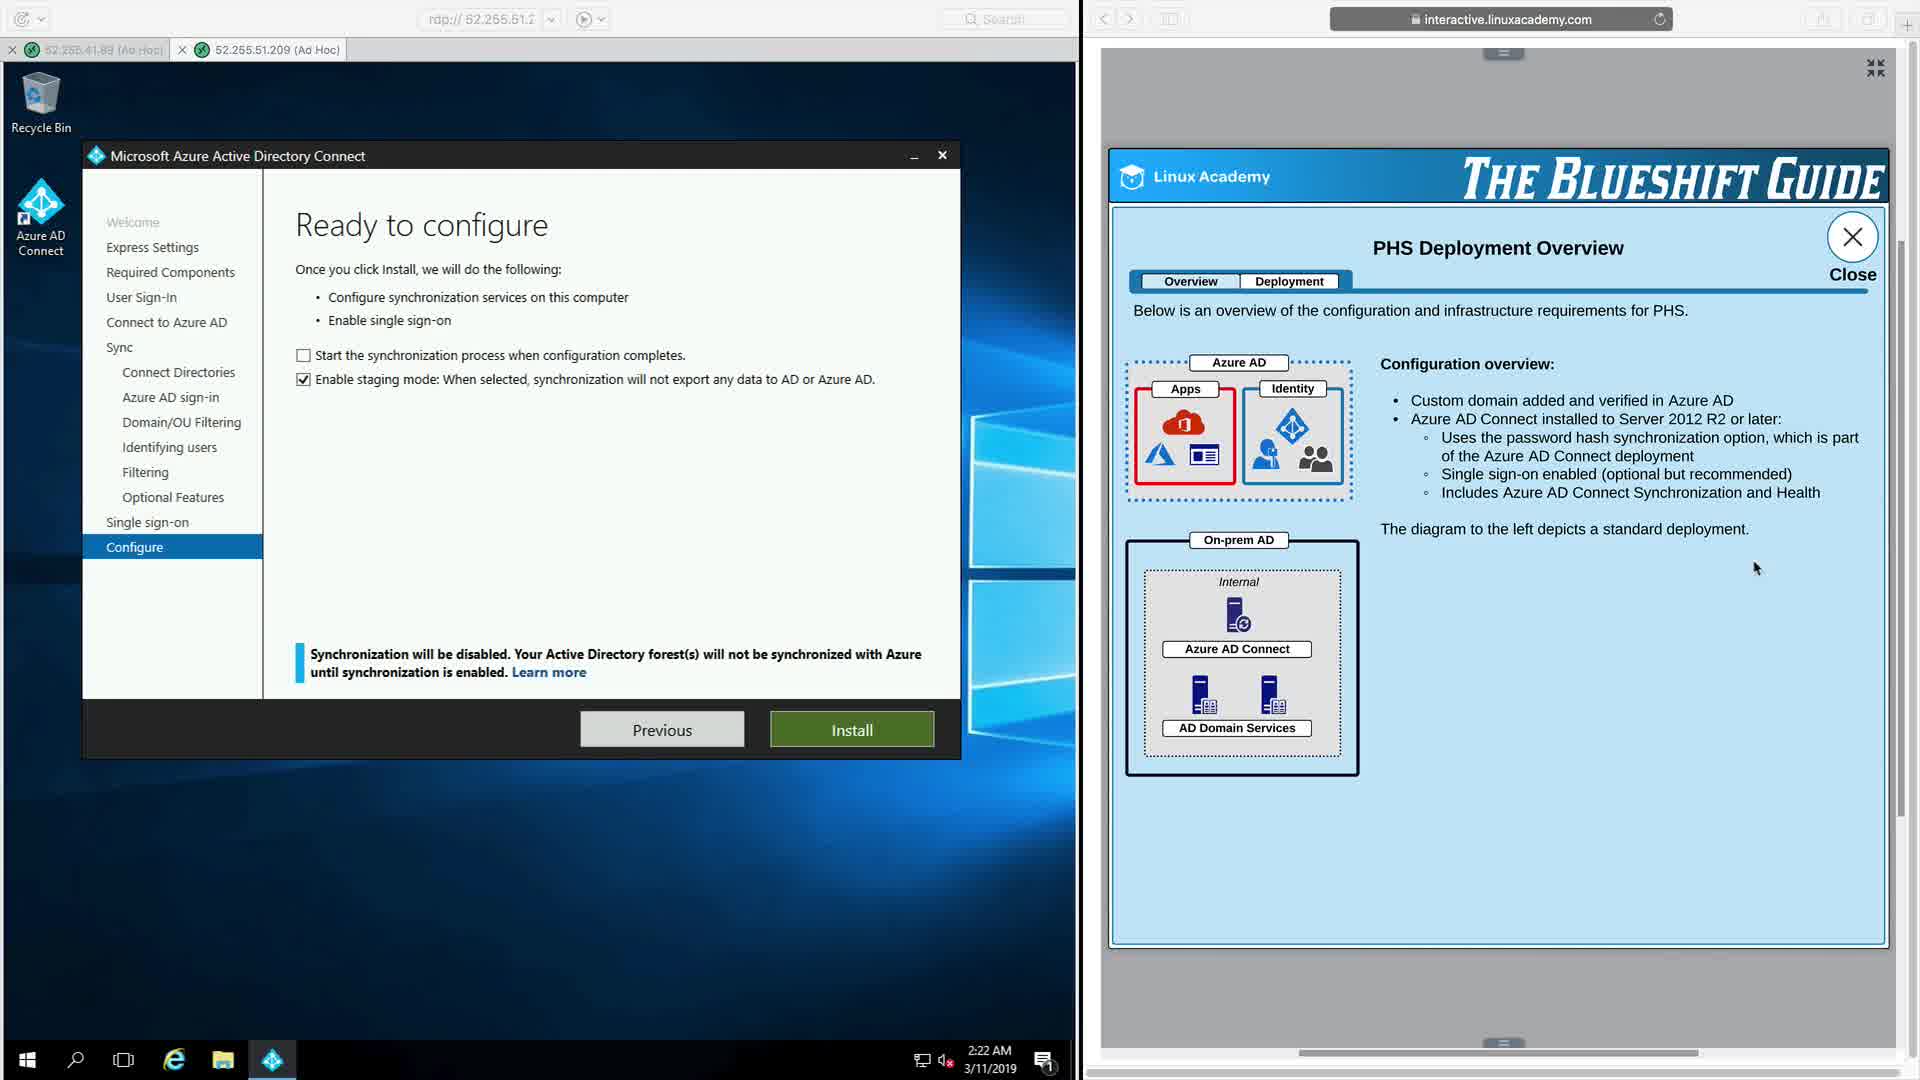 rdp:// 52.255.51.2
Search
52.255.41.89 (Ad Hoc)
52.255.51.209 (Ad Hoc)
Recycle Bin
Azure AD
Connect
Microsoft Azure Active Directory Connect
Welcome
Express Settings
Required Components
User Sign-In
Connect to Azure AD
Sync
Connect Directories
Azure AD sign-in
Domain/OU Filtering
Identifying users
Filtering
Optional Features
Single sign-on
Configure
Ready to configure
Once you click Install, we will do the following:
• Configure synchronization services on this computer
• Enable single sign-on
Start the synchronization process when configuration completes.
Enable staging mode: When selected, synchronization will not export any data to AD or Azure AD.
Synchronization will be disabled. Your Active Directory forest(s) will not be synchronized with Azure
until synchronization is enabled. Learn more
Previous
Install
2:22 AM
3/11/2019
1
interactive.linuxacademy.com
Linux Academy
THE BLUESHIFT GUIDE
PHS Deployment Overview
Close
Overview
Deployment
Below is an overview of the configuration and infrastructure requirements for PHS.
Azure AD
Apps
Identity
On-prem AD
Internal
Azure AD Connect
AD Domain Services
Configuration overview:
• Custom domain added and verified in Azure AD
• Azure AD Connect installed to Server 2012 R2 or later:
◦ Uses the password hash synchronization option, which is part
of the Azure AD Connect deployment
◦ Single sign-on enabled (optional but recommended)
◦ Includes Azure AD Connect Synchronization and Health
The diagram to the left depicts a standard deployment.